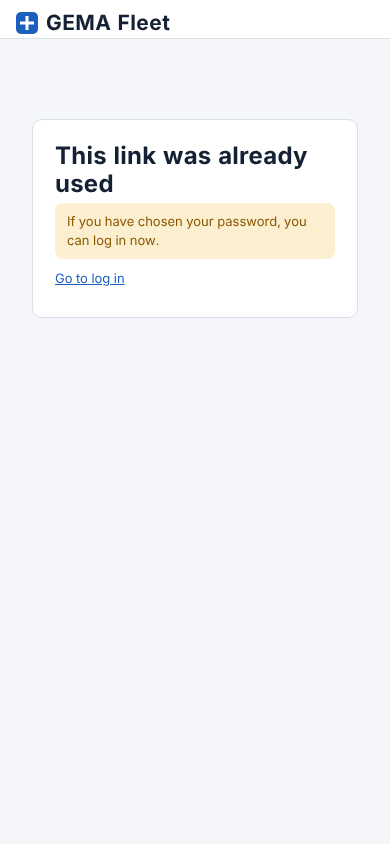 GEMA Fleet
This link was already
used
If you have chosen your password, you
can log in now.
Go to log in